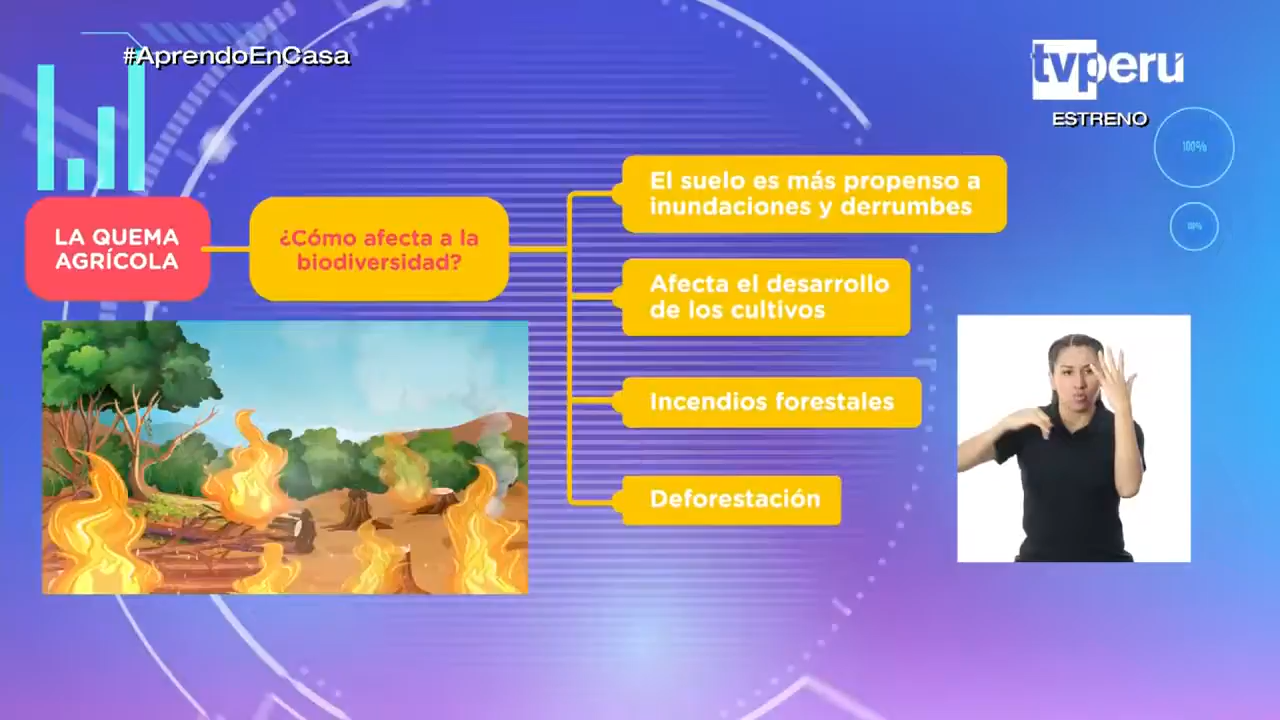 #AprendoEnCasa
tvperu
ESTRENO
100%
LA QUEMA
AGRÍCOLA
¿Cómo afecta a la
biodiversidad?
El suelo es más propenso a
inundaciones y derrumbes
Afecta el desarrollo
de los cultivos
Incendios forestales
Deforestación